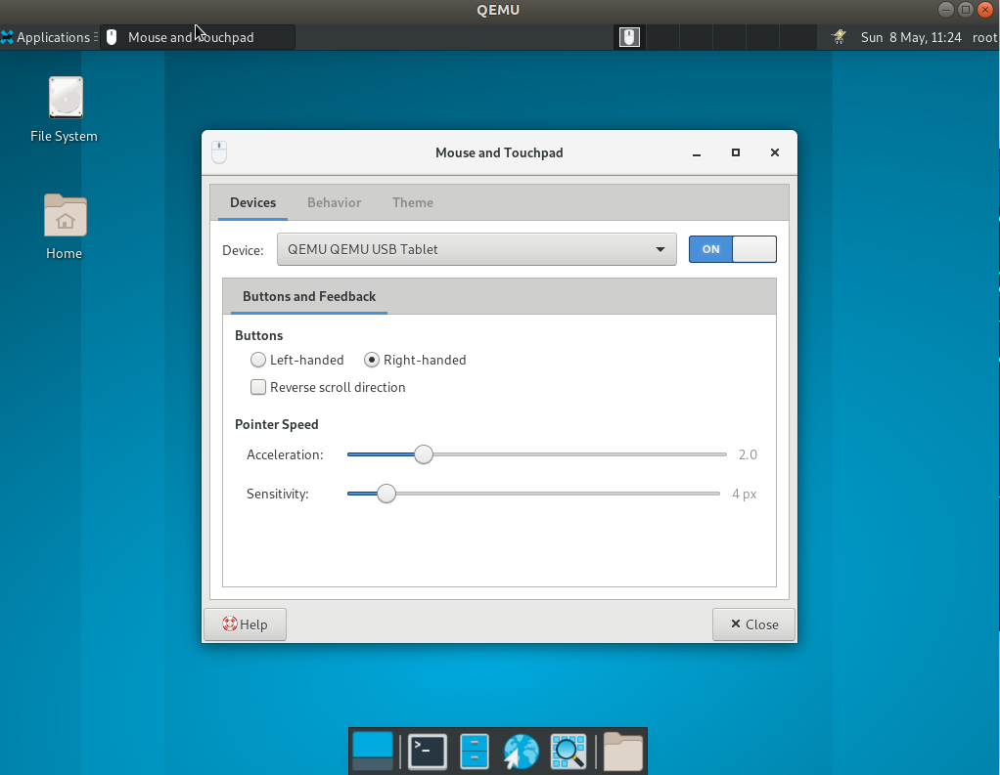 QEMU
Applications
Mouse and Touchpad
Sun 8 May, 11:24 root
File System
Home
Mouse and Touchpad
Devices Behavior Theme
Device: QEMU QEMU USB Tablet ON
Buttons and Feedback
Buttons
Left-handed Right-handed
Reverse scroll direction
Pointer Speed
Acceleration: 2.0
Sensitivity: 4 px
Help
Close